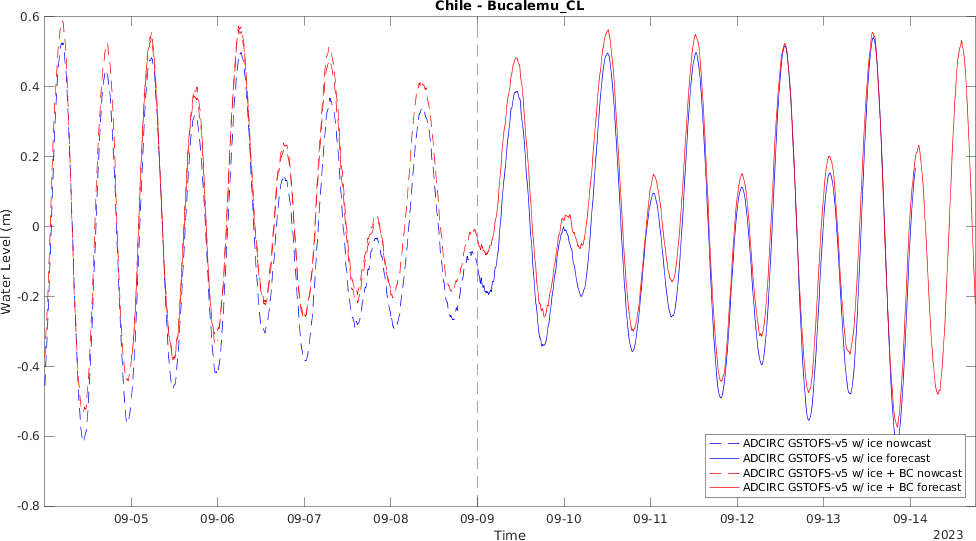 Chile - Bucalemu_CL
0.6
0.4
0.2
0
-0.2
-0.4
-0.6
-0.8
Water Level (m)
ADCIRC GSTOFS-v5 w/ ice nowcast
ADCIRC GSTOFS-v5 w/ ice forecast
ADCIRC GSTOFS-v5 w/ ice + BC nowcast
ADCIRC GSTOFS-v5 w/ ice + BC forecast
09-05 09-06 09-07 09-08 09-09 09-10 09-11 09-12 09-13 09-14
Time
2023